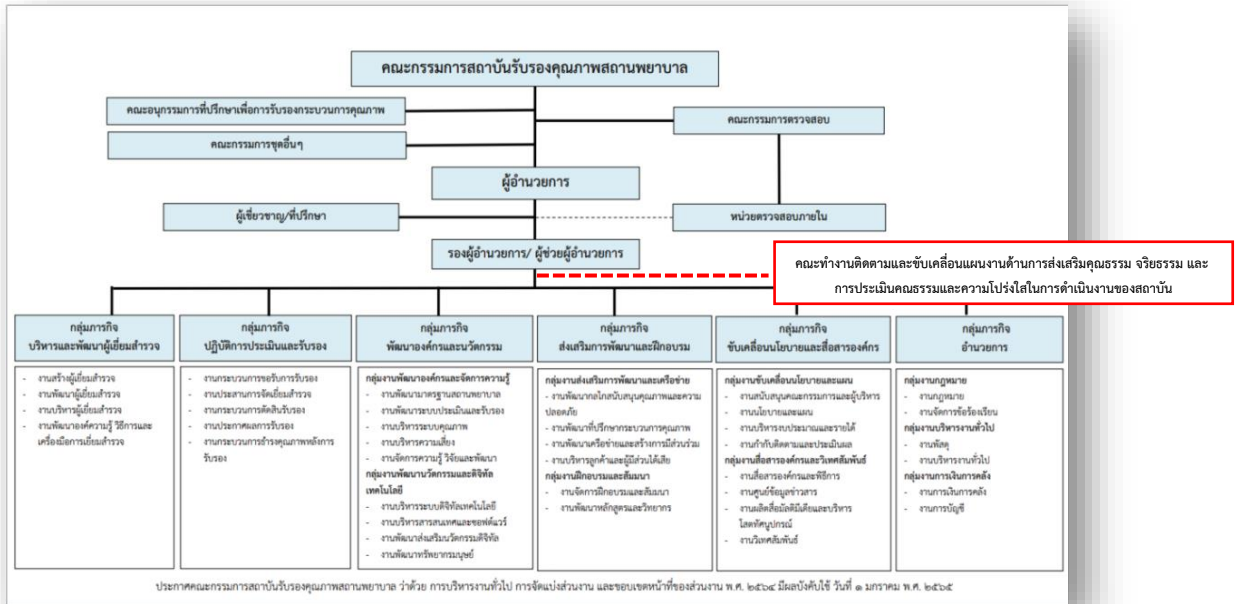 คณะกรรมการสถาบันรับรองคุณภาพสถานพยาบาล
คณะอนุกรรมการที่ปรึกษาเพื่อการรับรองกระบวนการคุณภาพ
คณะกรรมการตรวจสอบ
คณะกรรมการชุดอื่นๆ
ผู้อำนวยการ
ผู้เชี่ยวชาญ/ที่ปรึกษา
หน่วยตรวจสอบภายใน
รองผู้อำนวยการ/ ผู้ช่วยผู้อำนวยการ
คณะทำงานติดตามและขับเคลื่อนแผนงานด้านการส่งเสริมคุณธรรม จริยธรรม และ
การประเมินคุณธรรมและความโปร่งใสในการดำเนินงานของสถาบัน
กลุ่มภารกิจ
บริหารและพัฒนาผู้เยี่ยมสำรวจ
- งานสร้างผู้เยี่ยมสำรวจ
- งานพัฒนาผู้เยี่ยมสำรวจ
- งานบริหารผู้เยี่ยมสำรวจ
- งานพัฒนาองค์ความรู้ วิธีการและ
เครื่องมือการเยี่ยมสำรวจ
กลุ่มภารกิจ
ปฏิบัติการประเมินและรับรอง
- งานกระบวนการขอรับการรับรอง
- งานประสานการจัดเยี่ยมสำรวจ
- งานกระบวนการตัดสินรับรอง
- งานประกาศผลการรับรอง
- งานกระบวนการธำรงคุณภาพหลังการ
รับรอง
กลุ่มภารกิจ
พัฒนาองค์กรและนวัตกรรม
กลุ่มงานพัฒนาองค์กรและจัดการความรู้
- งานพัฒนามาตรฐานสถานพยาบาล
- งานพัฒนาระบบประเมินและรับรอง
- งานบริหารระบบคุณภาพ
- งานบริหารความเสี่ยง
- งานจัดการความรู้ วิจัยและพัฒนา
กลุ่มงานพัฒนานวัตกรรมและดิจิทัล
เทคโนโลยี
- งานบริหารระบบดิจิทัลเทคโนโลยี
- งานบริหารสารสนเทศและซอฟต์แวร์
- งานพัฒนาส่งเสริมนวัตกรรมดิจิทัล
- งานพัฒนาทรัพยากรมนุษย์
กลุ่มภารกิจ
ส่งเสริมการพัฒนาและฝึกอบรม
กลุ่มงานส่งเสริมการพัฒนาและเครือข่าย
- งานพัฒนากลไกสนับสนุนคุณภาพและความ
ปลอดภัย
- งานพัฒนาที่ปรึกษากระบวนการคุณภาพ
- งานพัฒนาเครือข่ายและสร้างการมีส่วนร่วม
- งานบริหารลูกค้าและผู้มีส่วนได้เสีย
กลุ่มงานฝึกอบรมและสัมมนา
- งานจัดการฝึกอบรมและสัมมนา
- งานพัฒนาหลักสูตรและวิทยากร
กลุ่มภารกิจ
ขับเคลื่อนนโยบายและสื่อสารองค์กร
กลุ่มงานขับเคลื่อนนโยบายและแผน
- งานสนับสนุนคณะกรรมการและผู้บริหาร
- งานนโยบายและแผน
- งานบริหารงบประมาณและรายได้
- งานกำกับติดตามและประเมินผล
กลุ่มงานสื่อสารองค์กรและวิเทศสัมพันธ์
- งานสื่อสารองค์กรและพิธีการ
- งานศูนย์ข้อมูลข่าวสาร
- งานผลิตสื่อมัลติมีเดียและบริหาร
โสตทัศนูปกรณ์
- งานวิเทศสัมพันธ์
กลุ่มภารกิจ
อำนวยการ
กลุ่มงานกฎหมาย
- งานกฎหมาย
- งานจัดการข้อร้องเรียน
กลุ่มงานบริหารทั่วไป
- งานพัสดุ
- งานบริหารงานทั่วไป
กลุ่มงานการเงินการคลัง
- งานการเงินการคลัง
- งานการบัญชี
ประกาศคณะกรรมการสถาบันรับรองคุณภาพสถานพยาบาล ว่าด้วย การบริหารงานทั่วไป การจัดแบ่งส่วนงาน และขอบเขตหน้าที่ของส่วนงาน พ.ศ. ๒๕๖๔ มีผลบังคับใช้ วันที่ ๑ มกราคม พ.ศ. ๒๕๖๕